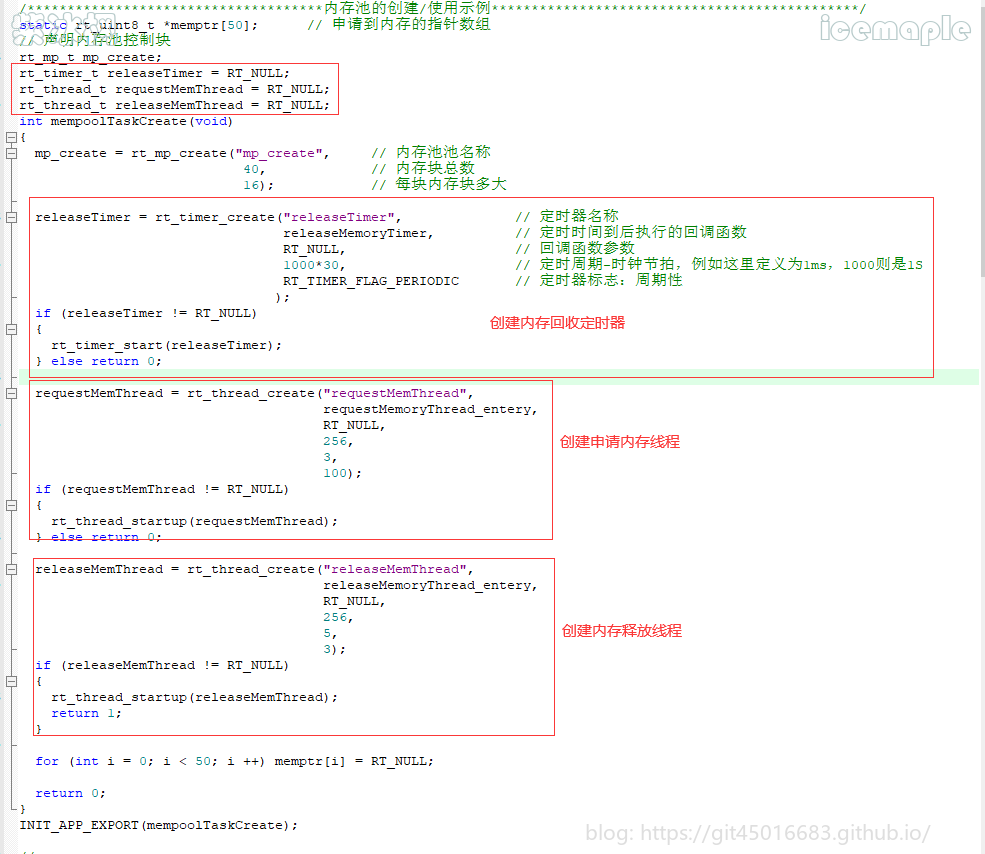 /*************************************内存池的创建/使用示例**********************************************/
icemaple
static rt_uint8_t *memptr[50];      // 申请到内存的指针数组
// 声明内存池控制块
rt_mp_t mp_create;
rt_timer_t releaseTimer = RT_NULL;
rt_thread_t requestMemThread = RT_NULL;
rt_thread_t releaseMemThread = RT_NULL;
int mempoolTaskCreate(void)
{
mp_create = rt_mp_create("mp_create",     // 内存池池名称
40,             // 内存块总数
16);            // 每块内存块多大
releaseTimer = rt_timer_create("releaseTimer",              // 定时器名称
releaseMemoryTimer,          // 定时时间到后执行的回调函数
RT_NULL,                     // 回调函数参数
1000*30,                     // 定时周期-时钟节拍, 例如这里定义为1ms, 1000则是1S
RT_TIMER_FLAG_PERIODIC       // 定时器标志: 周期性
);
if (releaseTimer != RT_NULL)
创建内存回收定时器
{
rt_timer_start(releaseTimer);
} else return 0;
requestMemThread = rt_thread_create("requestMemThread",
requestMemoryThread_entery,
RT_NULL,
256,
创建申请内存线程
3,
100);
if (requestMemThread != RT_NULL)
{
rt_thread_startup(requestMemThread);
} else return 0;
releaseMemThread = rt_thread_create("releaseMemThread",
releaseMemoryThread_entery,
RT_NULL,
256,
5,
创建内存释放线程
3);
if (releaseMemThread != RT_NULL)
{
rt_thread_startup(releaseMemThread);
return 1;
}
for (int i = 0; i < 50; i ++) memptr[i] = RT_NULL;
return 0;
}
INIT_APP_EXPORT(mempoolTaskCreate);
blog: https://git45016683.github.io/